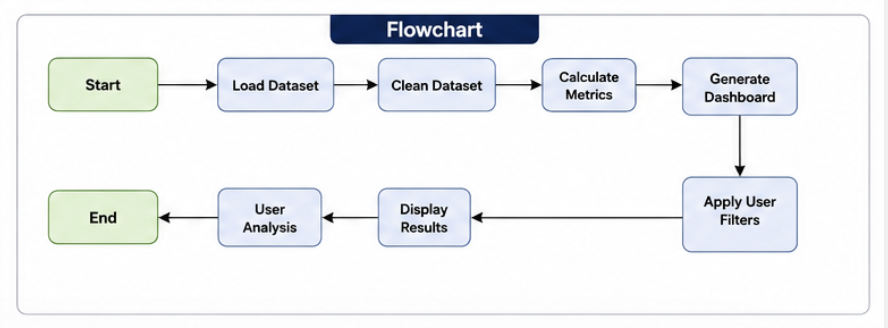 Flowchart
Start
Load Dataset
Clean Dataset
Calculate
Metrics
Generate
Dashboard
Apply User
Filters
Display
Results
User
Analysis
End